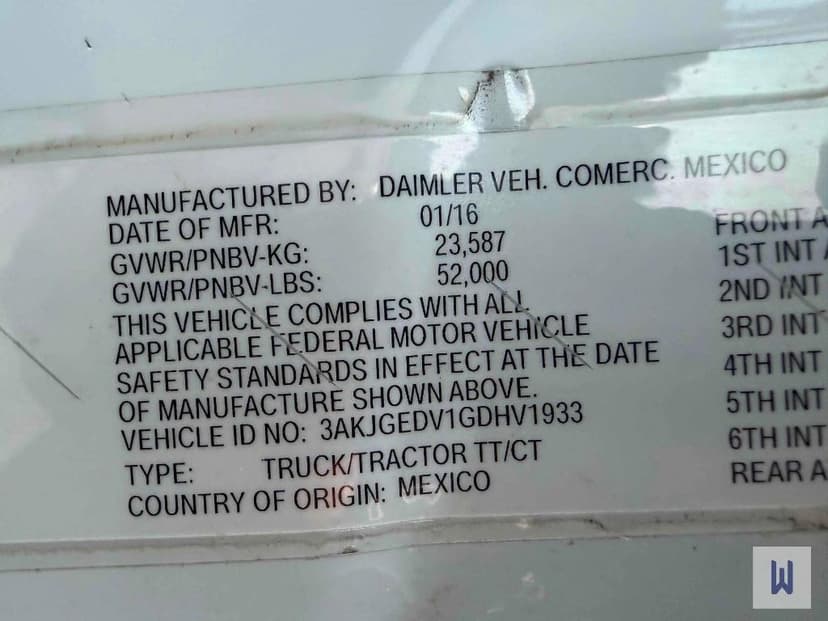 MANUFACTURED BY: DAIMLER VEH. COMERC. MEXICO
DATE OF MFR: 01/16
GVWR/PNBV-KG: 23,587
GVWR/PNBV-LBS: 52,000
THIS VEHICLE COMPLIES WITH ALL
APPLICABLE FEDERAL MOTOR VEHICLE
SAFETY STANDARDS IN EFFECT AT THE DATE
OF MANUFACTURE SHOWN ABOVE.
VEHICLE ID NO: 3AKJGEDV1GDHV1933
TYPE: TRUCK/TRACTOR TT/CT
COUNTRY OF ORIGIN: MEXICO
FRONT A
1ST INT A
2ND INT
3RD INT
4TH INT
5TH INT
6TH INT
REAR A
W